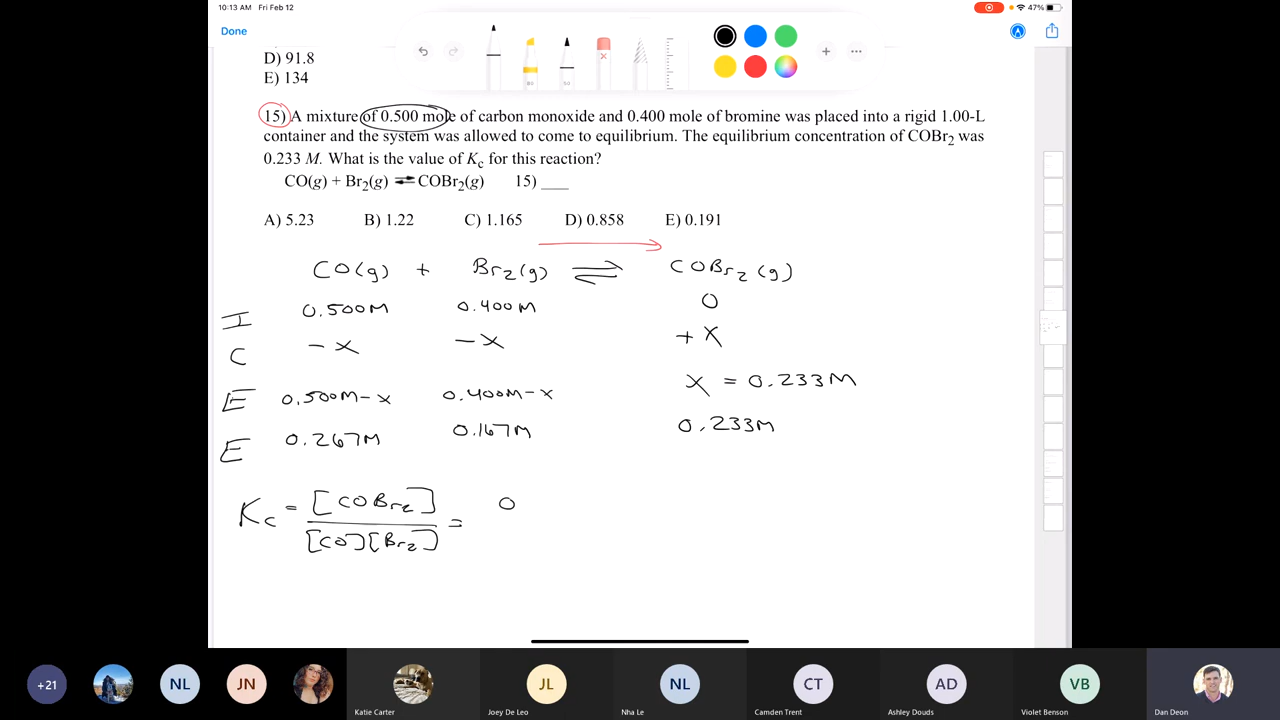 10:13 AM Fri Feb 12
47%
Done
D) 91.8
E) 134
15) A mixture of 0.500 mole of carbon monoxide and 0.400 mole of bromine was placed into a rigid 1.00-L
container and the system was allowed to come to equilibrium. The equilibrium concentration of COBr2 was
0.233 M. What is the value of Kc for this reaction?
CO(g) + Br2(g) ⇌ COBr2(g) 15) ____
A) 5.23 B) 1.22 C) 1.165 D) 0.858 E) 0.191
CO(g) + Br2(g) ⇌ COBr2(g)
I 0.500M 0.400M 0
C -x -x +x
E 0.500M-x 0.400M-x x = 0.233M
E 0.267M 0.167M 0.233M
Kc = [COBr2] / [CO][Br2] = 0
+21 NL JN JL NL CT AD VB
Katie Carter Joey De Leo Nha Le Camden Trent Ashley Douds Violet Benson Dan Deon